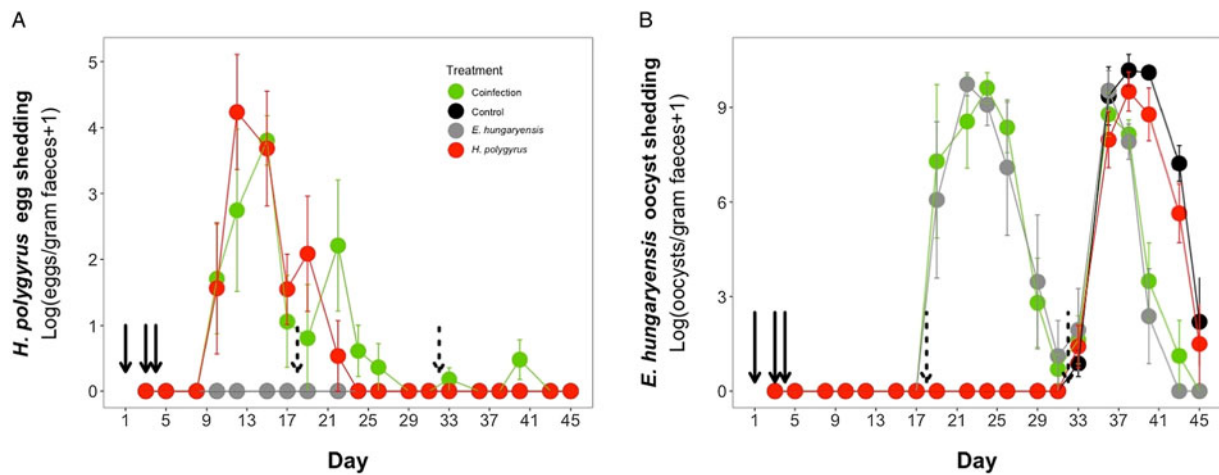 A
H. polygyrus egg shedding
Log(eggs/gram faeces+1)
5
4
3
2
1
0
Treatment
Coinfection
Control
E. hungaryensis
H. polygyrus
1 5 9 13 17 21 25 29 33 37 41 45
Day
B
E. hungaryensis oocyst shedding
Log(oocysts/gram faeces+1)
9
6
3
0
1 5 9 13 17 21 25 29 33 37 41 45
Day